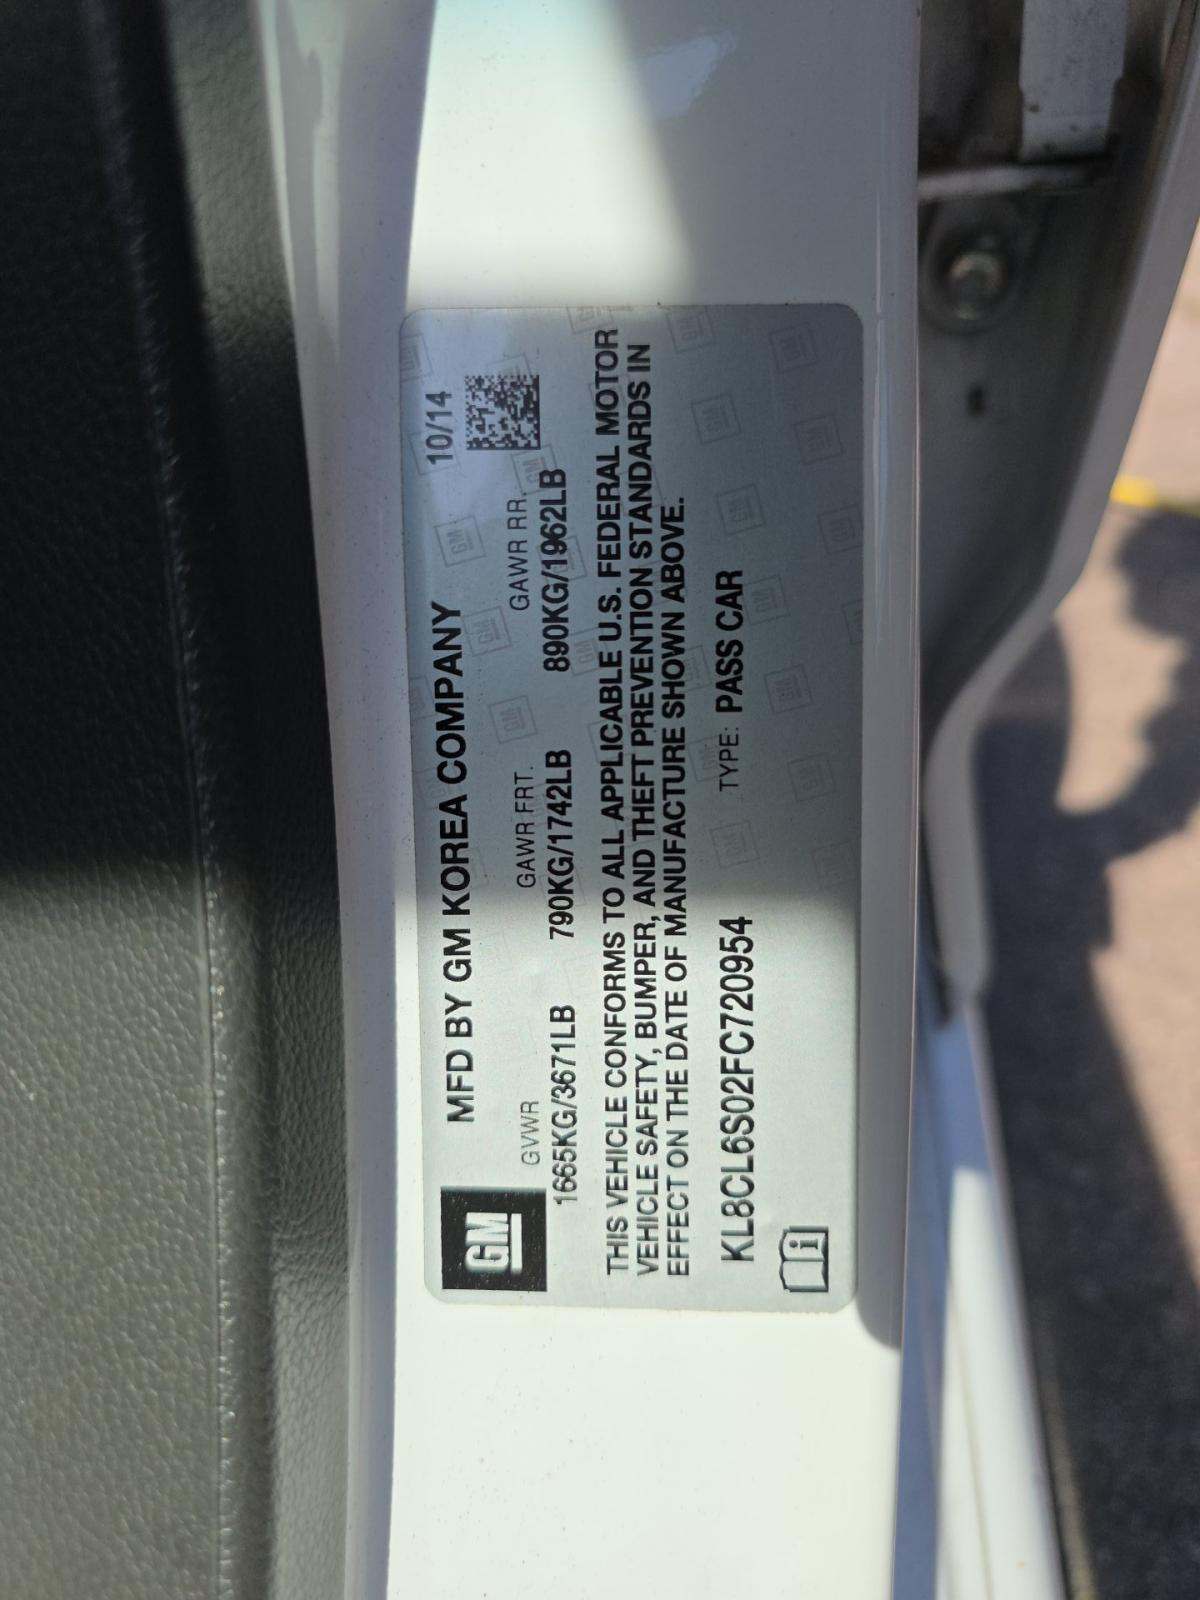 GM
MFD BY GM KOREA COMPANY 10/14
GVWR GAWR FRT. GAWR RR.
1665KG/3671LB 790KG/1742LB 890KG/1962LB
THIS VEHICLE CONFORMS TO ALL APPLICABLE U.S. FEDERAL MOTOR
VEHICLE SAFETY, BUMPER, AND THEFT PREVENTION STANDARDS IN
EFFECT ON THE DATE OF MANUFACTURE SHOWN ABOVE.
KL8CL6S02FC720954 TYPE: PASS CAR